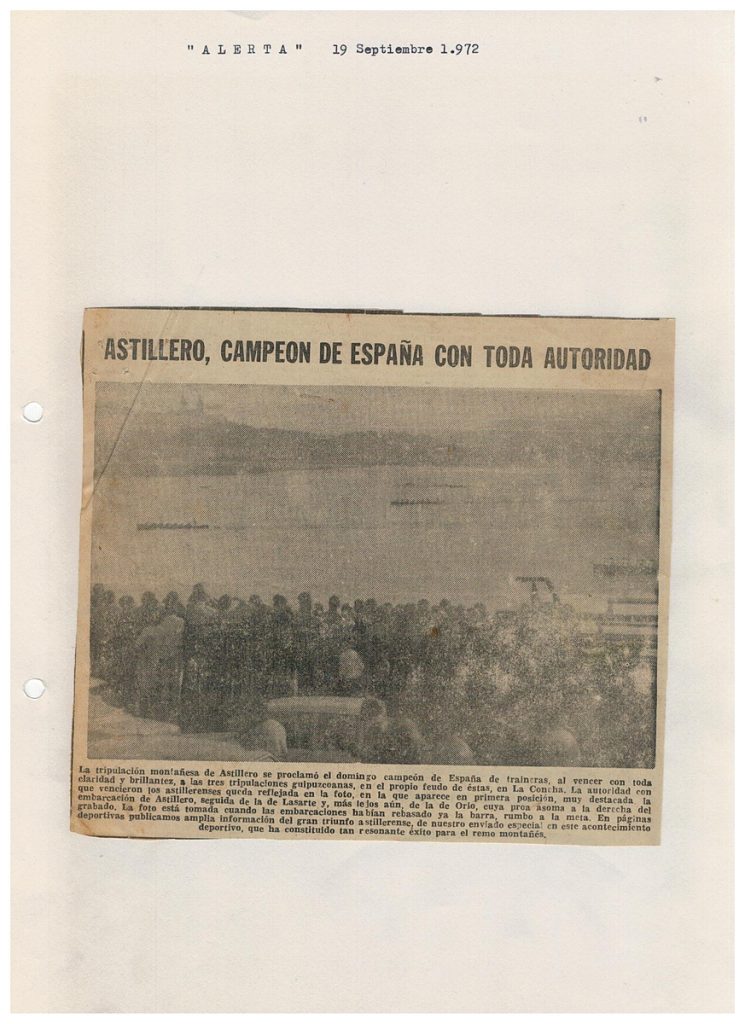 "ALERTA" 19 Septiembre 1.972
ASTILLERO, CAMPEON DE ESPAÑA CON TODA AUTORIDAD
La tripulación montañesa de Astillero se proclamó el domingo campeón de España de traineras, al vencer con toda
claridad y brillantez, a las tres tripulaciones guipuzcoanas, en el propio feudo de éstas, en La Concha. La autoridad con
que vencieron los astillerenses queda reflejada en la foto, en la que aparece en primera posición, muy destacada la
embarcación de Astillero, seguida de la de Lasarte y, más lejos aún, de la de Orio, cuya proa asoma a la derecha del
grabado. La foto está tomada cuando las embarcaciones habían rebasado ya la barra, rumbo a la meta. En páginas
deportivas publicamos amplia información del gran triunfo astillerense, de nuestro enviado especial en este acontecimiento
deportivo, que ha constituido tan resonante éxito para el remo montañés.